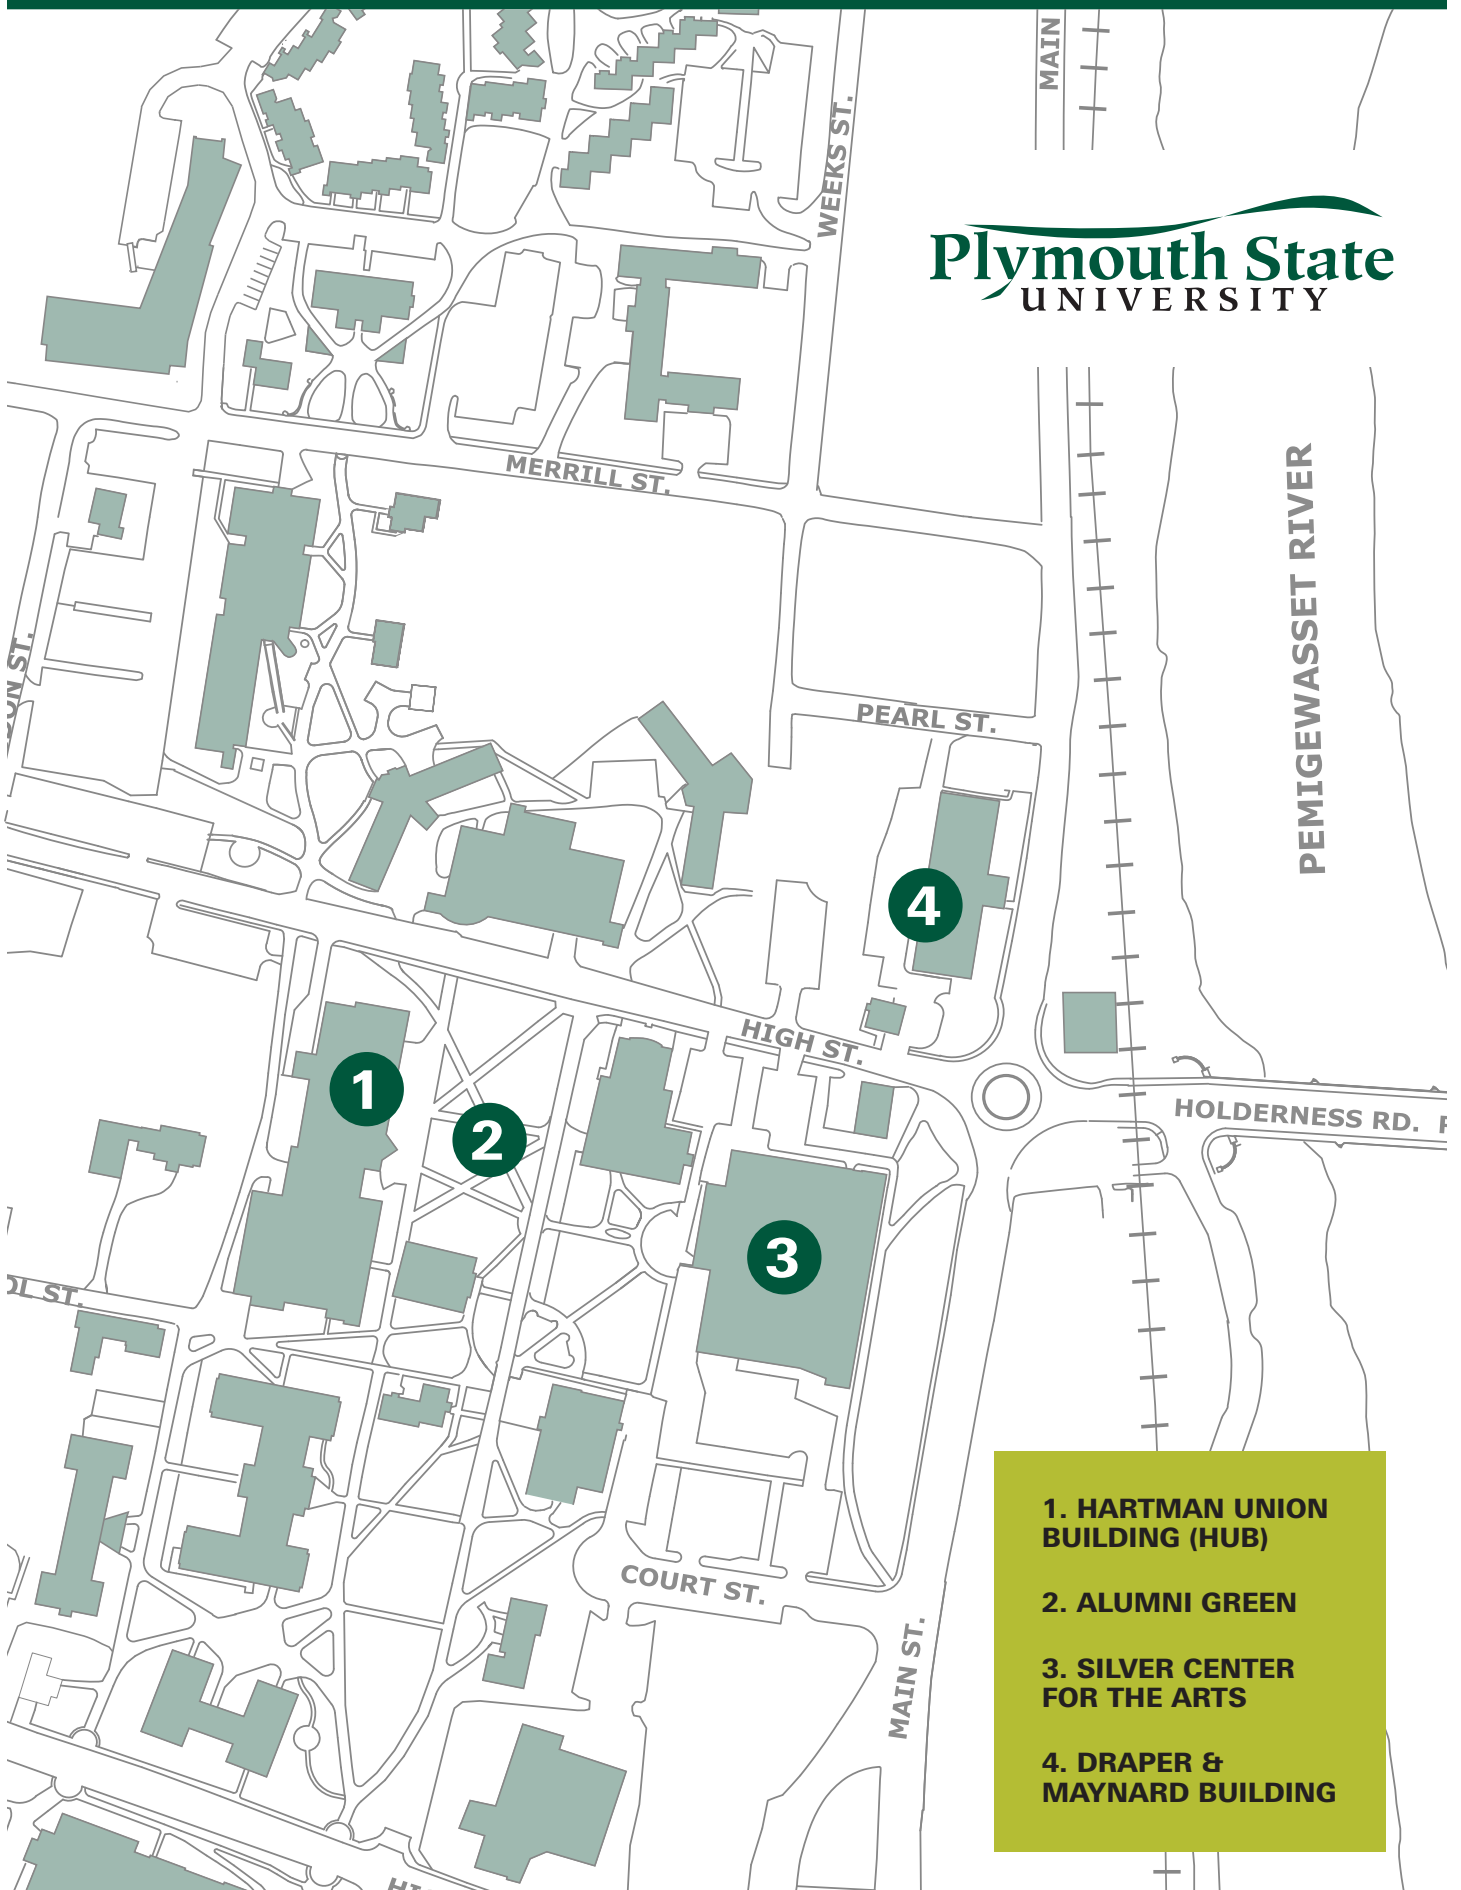 MAIN
WEEKS ST.
Plymouth State
UNIVERSITY
MERRILL ST.
PEMIGEWASSET RIVER
PEARL ST.
4
HIGH ST.
1
2
HOLDERNESS RD.
3
ST.
1. HARTMAN UNION
BUILDING (HUB)
2. ALUMNI GREEN
3. SILVER CENTER
FOR THE ARTS
4. DRAPER &
MAYNARD BUILDING
COURT ST.
MAIN ST.